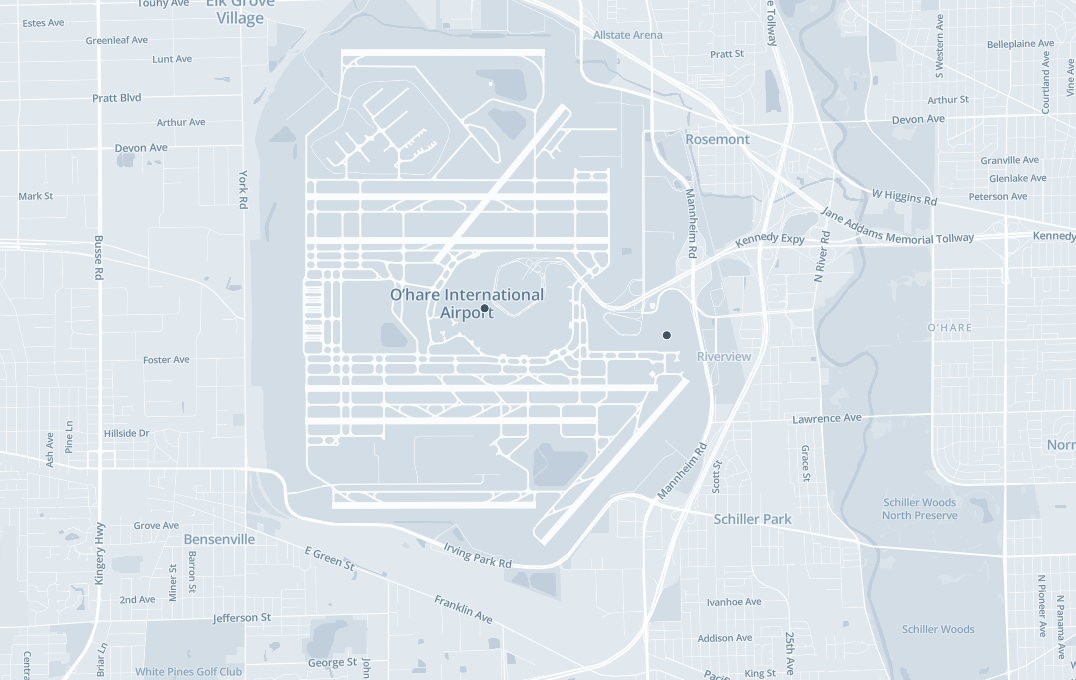 Touhy Ave
Elk Grove
Village
Estes Ave
Greenleaf Ave
Lunt Ave
Pratt Blvd
Arthur Ave
Devon Ave
Mark St
York Rd
Busse Rd
Allstate Arena
Pratt St
S Western Ave
Belleplaine Ave
Courtland Ave
Vine Ave
Arthur St
Devon Ave
Rosemont
Granville Ave
Glenlake Ave
Peterson Ave
W Higgins Rd
Jane Addams Memorial Tollway
Kennedy Expy
Kennedy
Mannheim Rd
N River Rd
O'hare International
Airport
O'HARE
Riverview
Foster Ave
Lawrence Ave
Hillside Dr
Ash Ave
Pine Ln
Grace St
Mannheim Rd
Scott St
Schiller Woods
North Preserve
Schiller Park
Grove Ave
Bensenville
Kingery Hwy
E Green St
Irving Park Rd
Miner St
Barron St
2nd Ave
Jefferson St
Franklin Ave
Ivanhoe Ave
Addison Ave
25th Ave
King St
Schiller Woods
N Pioneer Ave
N Panama Ave
Briar Ln
White Pines Golf Club
George St
John